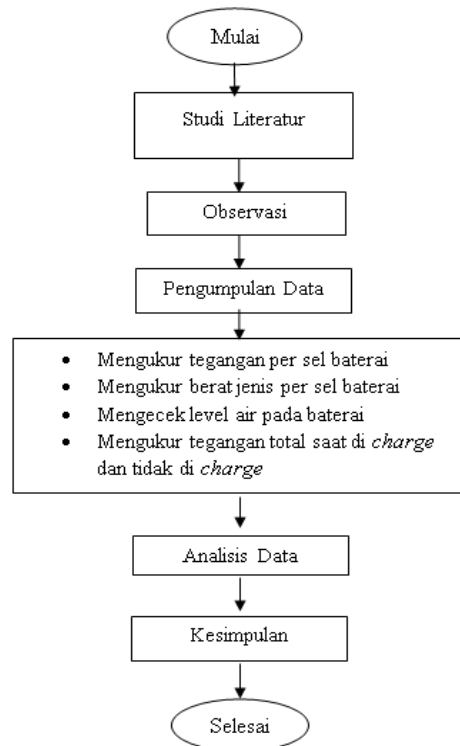 Mulai
Studi Literatur
Observasi
Pengumpulan Data
• Mengukur tegangan per sel baterai
• Mengukur berat jenis per sel baterai
• Mengecek level air pada baterai
• Mengukur tegangan total saat di charge
dan tidak di charge
Analisis Data
Kesimpulan
Selesai